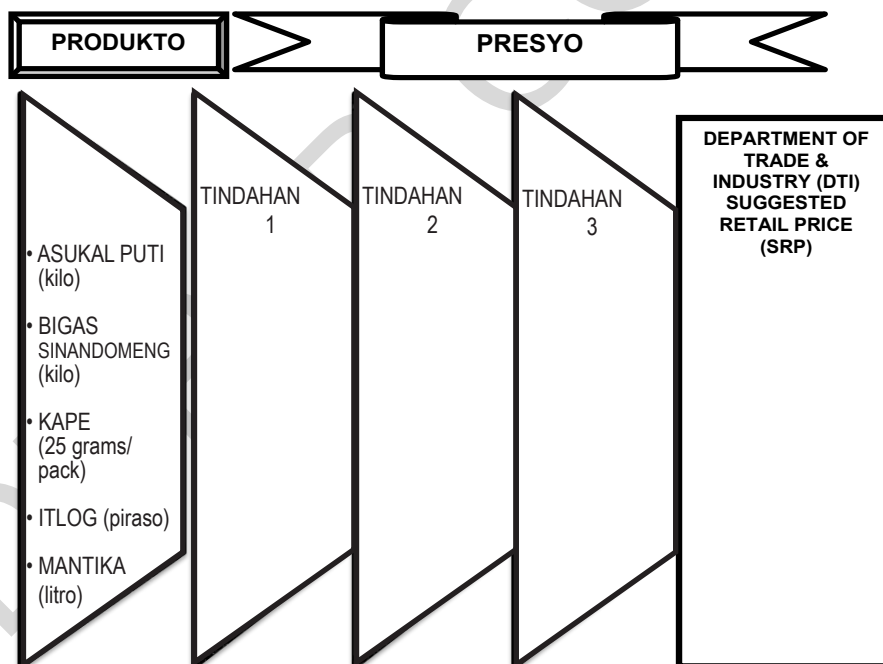 PRODUKTO
PRESYO
• ASUKAL PUTI
(kilo)
• BIGAS
SINANDOMENG
(kilo)
• KAPE
(25 grams/
pack)
• ITLOG (piraso)
• MANTIKA
(litro)
TINDAHAN
1
TINDAHAN
2
TINDAHAN
3
DEPARTMENT OF
TRADE &
INDUSTRY (DTI)
SUGGESTED
RETAIL PRICE
(SRP)